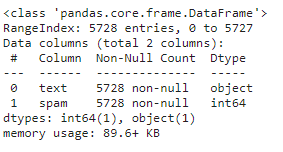 <class 'pandas.core.frame.DataFrame'>
RangeIndex: 5728 entries, 0 to 5727
Data columns (total 2 columns):
 #   Column  Non-Null Count  Dtype
---  ------  --------------  -----
 0   text    5728 non-null   object
 1   spam    5728 non-null   int64
dtypes: int64(1), object(1)
memory usage: 89.6+ KB